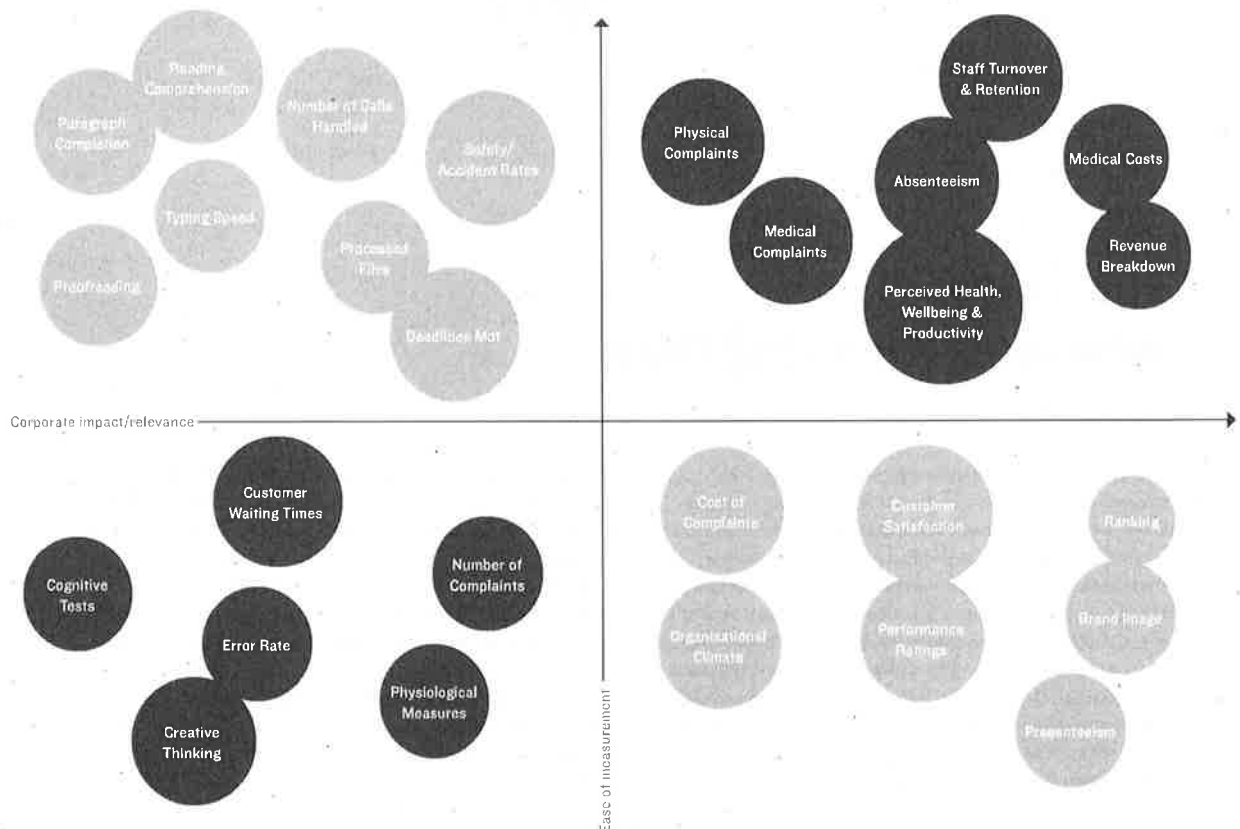 Reading
Comprehension
Paragraph
Completion
Number of Calls
Handled
Safety/
Accident Rates
Typing Speed
Proofreading
Processed
Files
Deadlines Met
Staff Turnover
& Retention
Physical
Complaints
Absenteeism
Medical Costs
Medical
Complaints
Revenue
Breakdown
Perceived Health,
Wellbeing &
Productivity
Corporate impact/relevance
Customer
Waiting Times
Cognitive
Tests
Number of
Complaints
Error Rate
Physiological
Measures
Creative
Thinking
Cost of
Complaints
Customer
Satisfaction
Ranking
Organisational
Climate
Performance
Ratings
Brand Image
Presenteeism
Ease of measurement